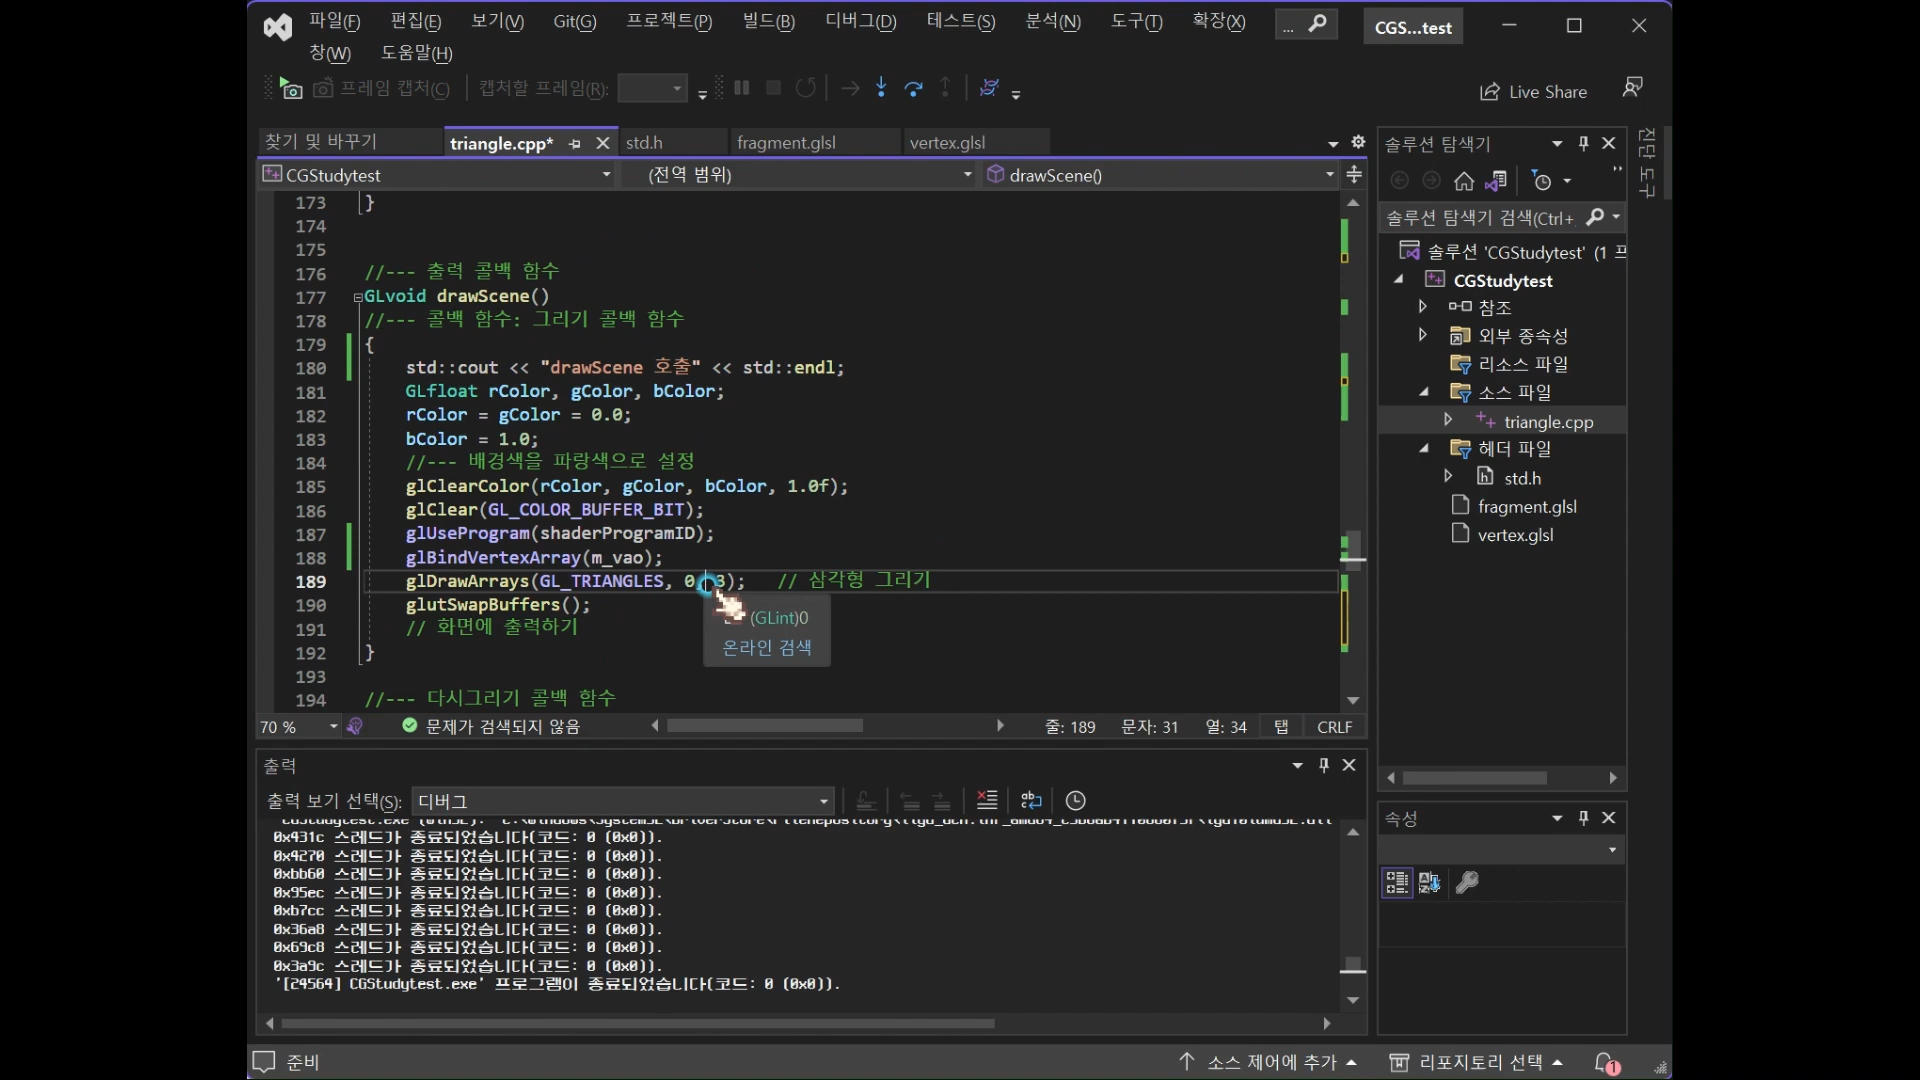 파일(F) 편집(E) 보기(V) Git(G) 프로젝트(P) 빌드(B) 디버그(D) 테스트(S) 분석(N) 도구(T) 확장(X) ... CGS...test
창(W) 도움말(H)
프레임 캡처(C) 캡처할 프레임(R): Live Share
찾기 및 바꾸기 triangle.cpp* std.h fragment.glsl vertex.glsl
CGStudytest (전역 범위) drawScene()
173 }
174
175
176 //--- 출력 콜백 함수
177 GLvoid drawScene()
178 //--- 콜백 함수: 그리기 콜백 함수
179 {
180 std::cout << "drawScene 호출" << std::endl;
181 GLfloat rColor, gColor, bColor;
182 rColor = gColor = 0.0;
183 bColor = 1.0;
184 //--- 배경색을 파랑색으로 설정
185 glClearColor(rColor, gColor, bColor, 1.0f);
186 glClear(GL_COLOR_BUFFER_BIT);
187 glUseProgram(shaderProgramID);
188 glBindVertexArray(m_vao);
189 glDrawArrays(GL_TRIANGLES, 0, 3); // 삼각형 그리기
190 glutSwapBuffers();
191 // 화면에 출력하기
192 }
193
194 //--- 다시그리기 콜백 함수
(GLint)0
온라인 검색
70 % 문제가 검색되지 않음 줄: 189 문자: 31 열: 34 탭 CRLF
출력
출력 보기 선택(S): 디버그
0x431c 스레드가 종료되었습니다(코드: 0 (0x0)).
0x4270 스레드가 종료되었습니다(코드: 0 (0x0)).
0xbb60 스레드가 종료되었습니다(코드: 0 (0x0)).
0x95ec 스레드가 종료되었습니다(코드: 0 (0x0)).
0xb7cc 스레드가 종료되었습니다(코드: 0 (0x0)).
0x36a8 스레드가 종료되었습니다(코드: 0 (0x0)).
0x69c8 스레드가 종료되었습니다(코드: 0 (0x0)).
0x3a9c 스레드가 종료되었습니다(코드: 0 (0x0)).
'[24564] CGStudytest.exe' 프로그램이 종료되었습니다(코드: 0 (0x0)).
솔루션 탐색기
솔루션 탐색기 검색(Ctrl+
솔루션 'CGStudytest' (1 프
CGStudytest
참조
외부 종속성
리소스 파일
소스 파일
triangle.cpp
헤더 파일
std.h
fragment.glsl
vertex.glsl
속성
진단 도구
준비 소스 제어에 추가 리포지토리 선택 1